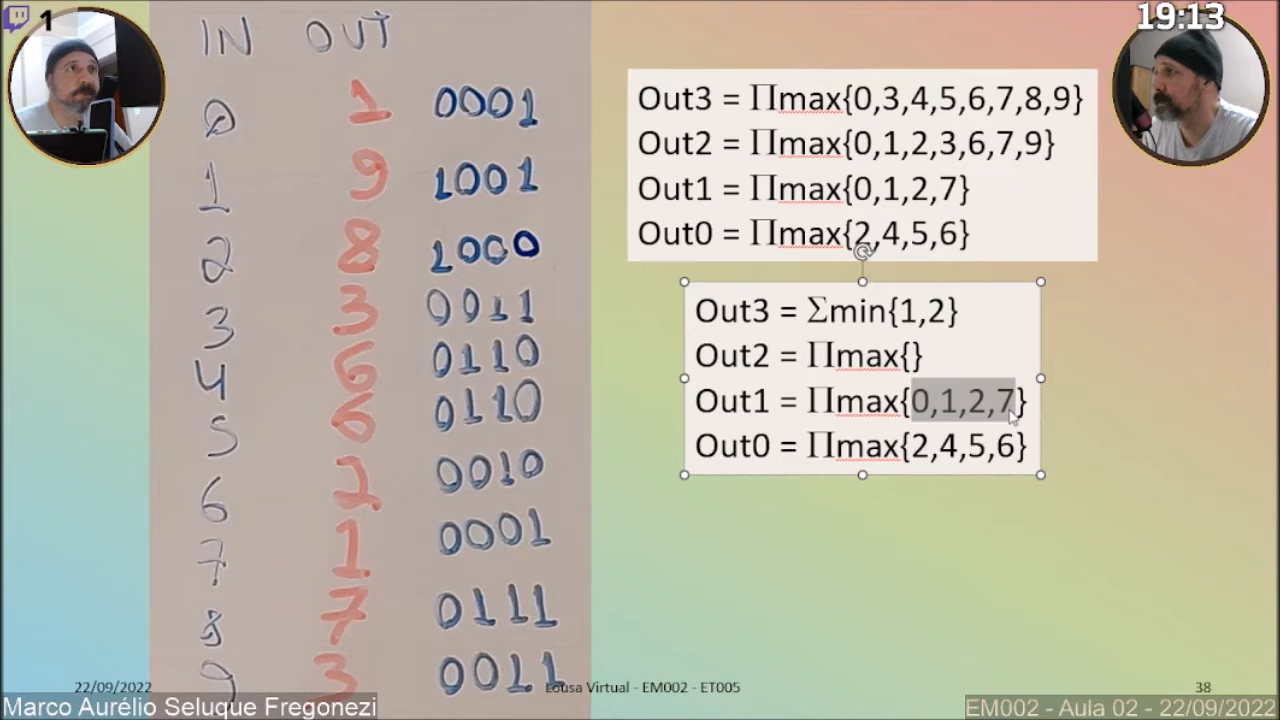 1
19:13
IN OUT
0 1 0001
1 9 1001
2 8 1000
3 3 0011
4 6 0110
5 6 0110
6 2 0010
7 1 0001
8 7 0111
9 3 0011
Out3 = Πmax{0,3,4,5,6,7,8,9}
Out2 = Πmax{0,1,2,3,6,7,9}
Out1 = Πmax{0,1,2,7}
Out0 = Πmax{2,4,5,6}
Out3 = Σmin{1,2}
Out2 = Πmax{}
Out1 = Πmax{0,1,2,7}
Out0 = Πmax{2,4,5,6}
22/09/2022
Lousa Virtual - EM002 - ET005
38
Marco Aurélio Seluque Fregonezi
EM002 - Aula 02 - 22/09/2022